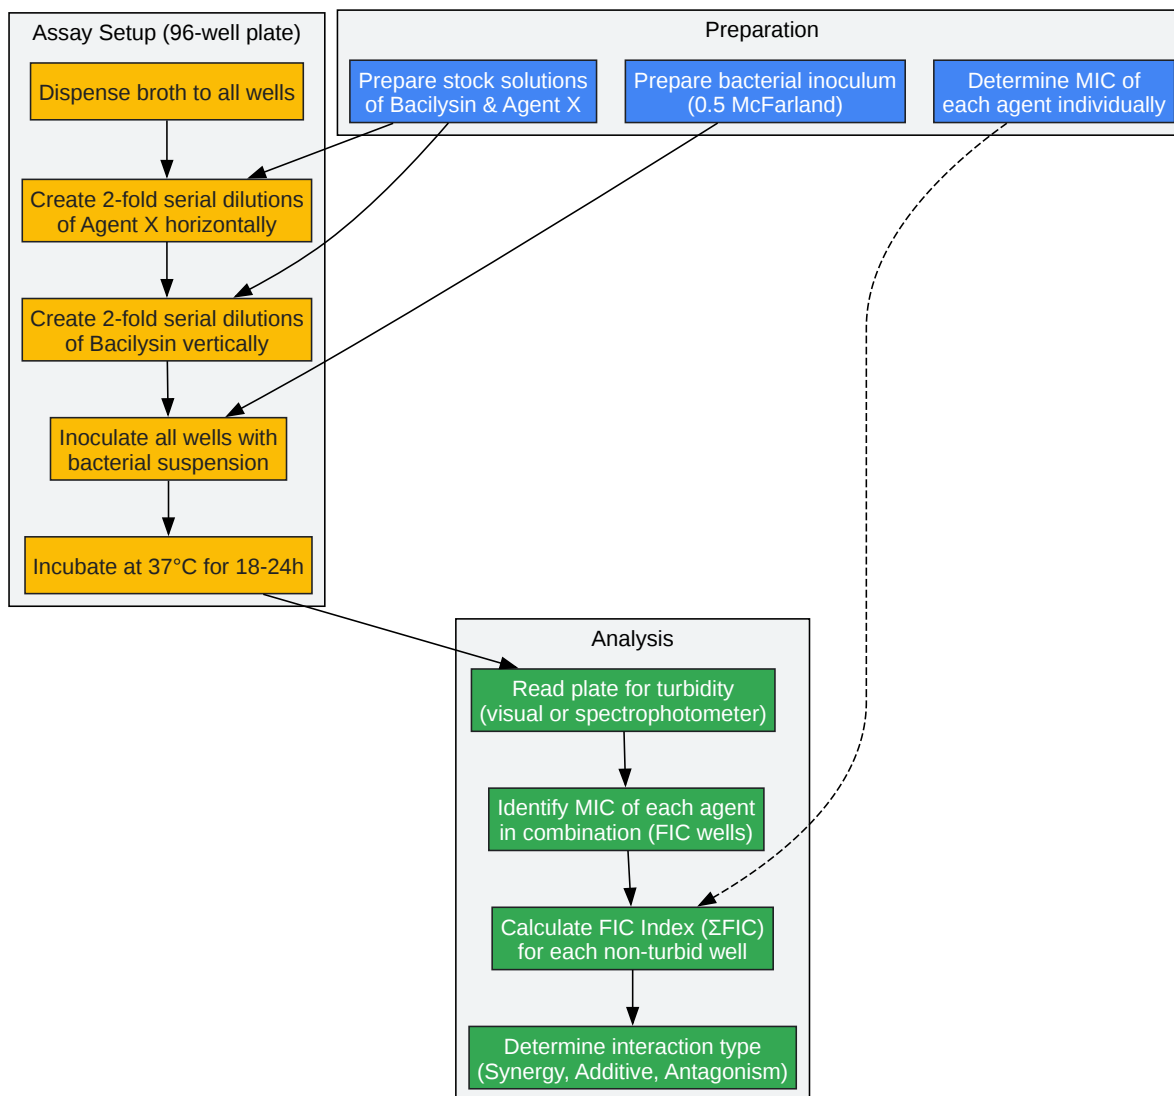 Assay Setup (96-well plate)
Dispense broth to all wells
Create 2-fold serial dilutions
of Agent X horizontally
Create 2-fold serial dilutions
of Bacilysin vertically
Inoculate all wells with
bacterial suspension
Incubate at 37°C for 18-24h
Preparation
Prepare stock solutions
of Bacilysin & Agent X
Prepare bacterial inoculum
(0.5 McFarland)
Determine MIC of
each agent individually
Analysis
Read plate for turbidity
(visual or spectrophotometer)
Identify MIC of each agent
in combination (FIC wells)
Calculate FIC Index (ΣFIC)
for each non-turbid well
Determine interaction type
(Synergy, Additive, Antagonism)